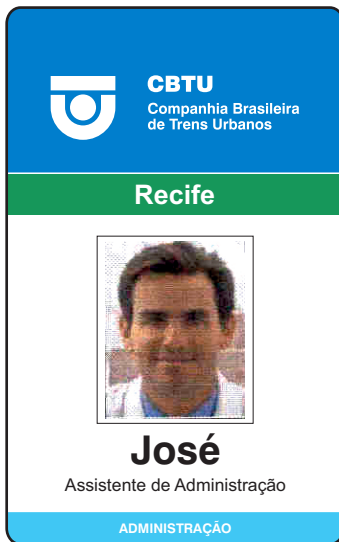 CBTU
Companhia Brasileira
de Trens Urbanos
Recife
José
Assistente de Administração
ADMINISTRAÇÃO